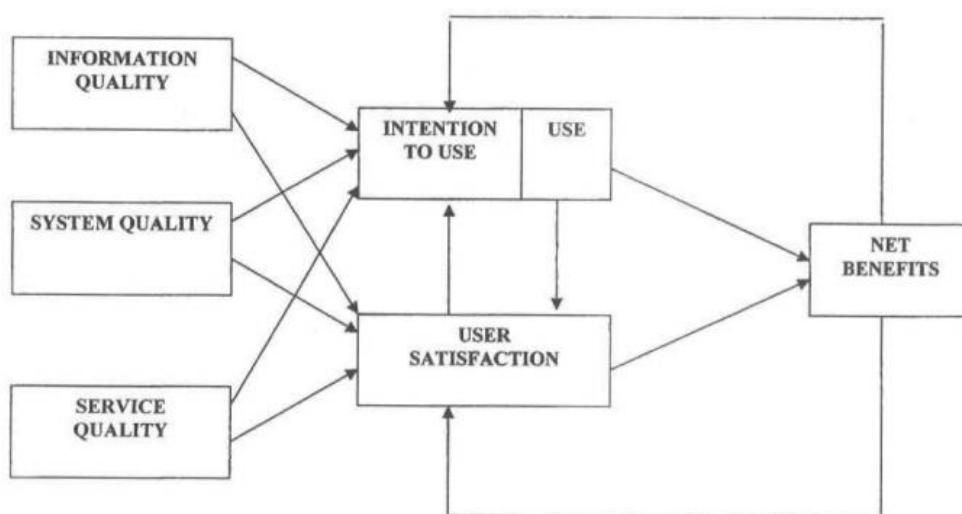 INFORMATION
QUALITY
INTENTION
TO USE
USE
SYSTEM QUALITY
NET
BENEFITS
USER
SATISFACTION
SERVICE
QUALITY